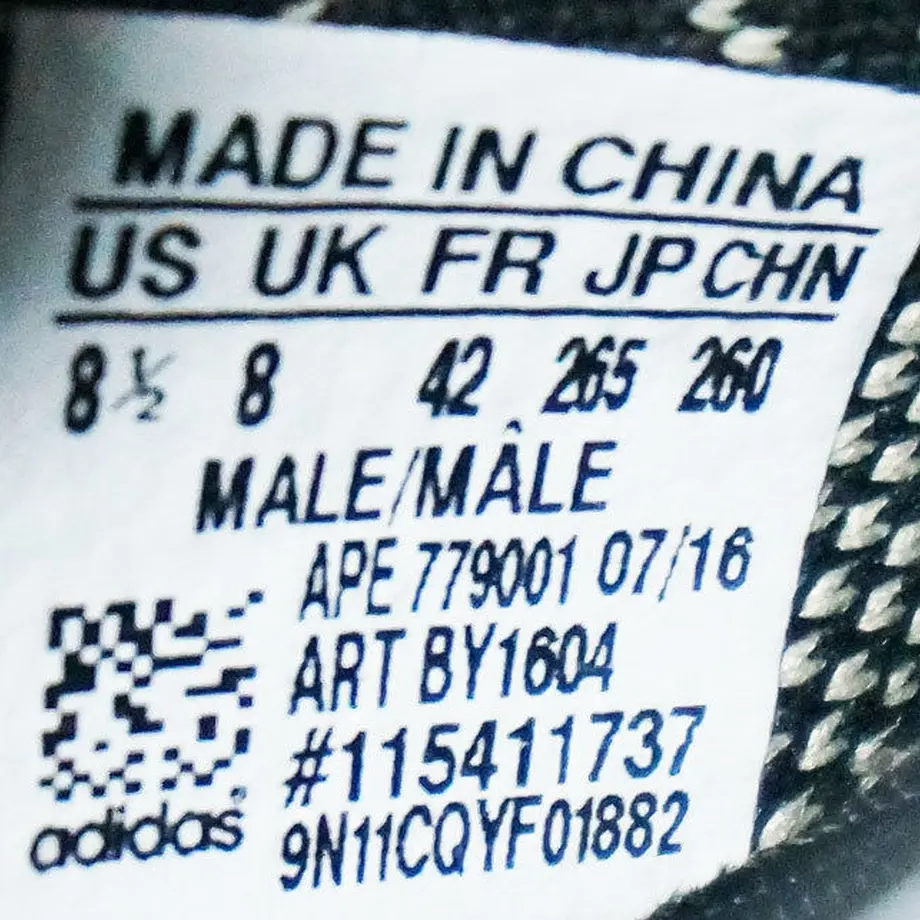 MADE IN CHINA
US UK FR JP CHN
8½ 8 42 265 260
MALE/MÂLE
APE 779001 07/16
ART BY1604
#115411737
adidas
9N11CQYF01882